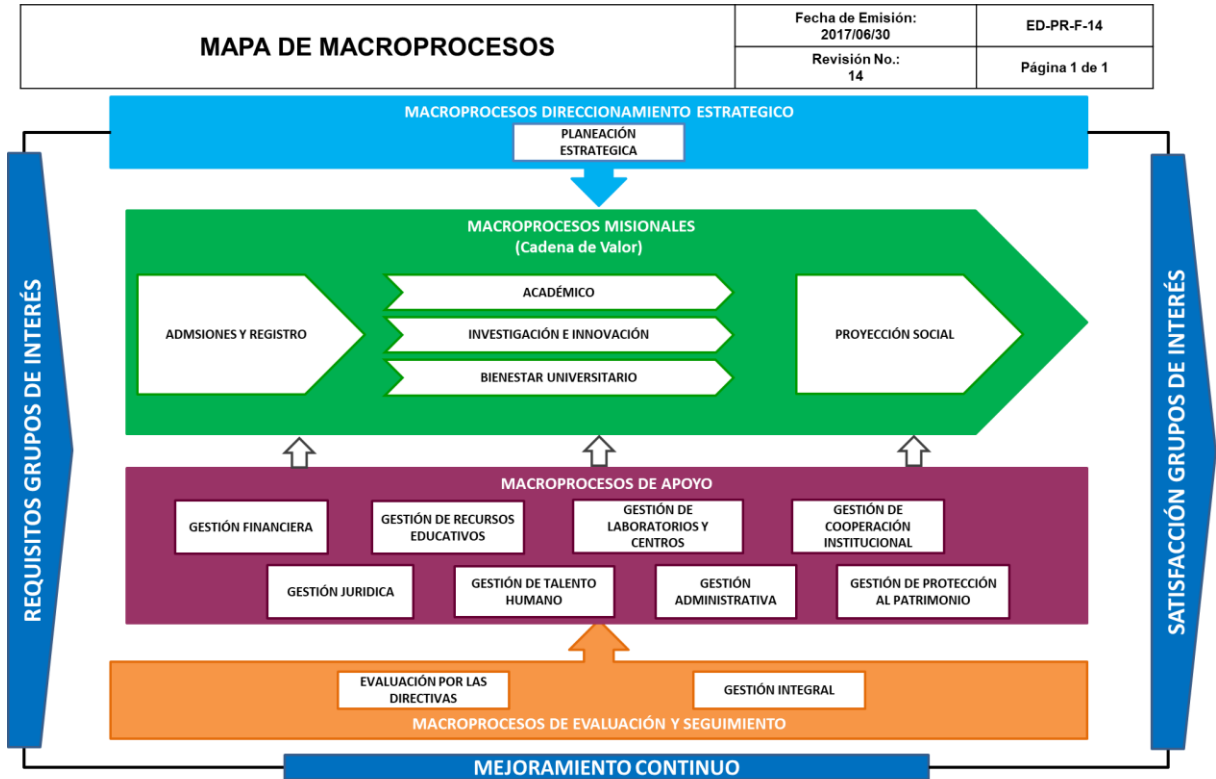 MAPA DE MACROPROCESOS
Fecha de Emisión:
2017/06/30
ED-PR-F-14
Revisión No.:
14
Página 1 de 1
MACROPROCESOS DIRECCIONAMIENTO ESTRATEGICO
PLANEACIÓN
ESTRATEGICA
REQUISITOS GRUPOS DE INTERÉS
MACROPROCESOS MISIONALES
(Cadena de Valor)
ADMSIONES Y REGISTRO
ACADÉMICO
INVESTIGACIÓN E INNOVACIÓN
BIENESTAR UNIVERSITARIO
PROYECCIÓN SOCIAL
SATISFACCIÓN GRUPOS DE INTERÉS
MACROPROCESOS DE APOYO
GESTIÓN FINANCIERA
GESTIÓN DE RECURSOS
EDUCATIVOS
GESTIÓN DE
LABORATORIOS Y
CENTROS
GESTIÓN DE
COOPERACIÓN
INSTITUCIONAL
GESTIÓN JURIDICA
GESTIÓN DE TALENTO
HUMANO
GESTIÓN
ADMINISTRATIVA
GESTIÓN DE PROTECCIÓN
AL PATRIMONIO
EVALUACIÓN POR LAS
DIRECTIVAS
GESTIÓN INTEGRAL
MACROPROCESOS DE EVALUACIÓN Y SEGUIMIENTO
MEJORAMIENTO CONTINUO